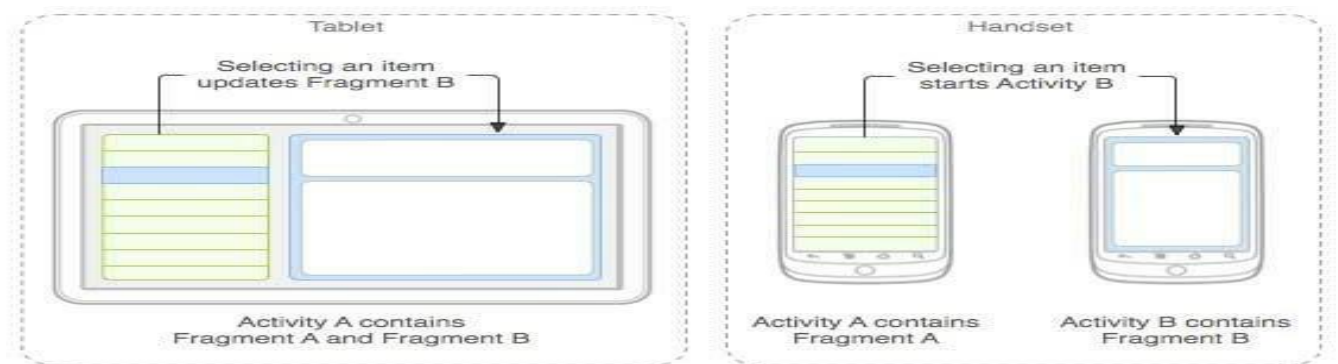 Tablet
Selecting an item
updates Fragment B
Activity A contains
Fragment A and Fragment B
Handset
Selecting an item
starts Activity B
Activity A contains
Fragment A
Activity B contains
Fragment B